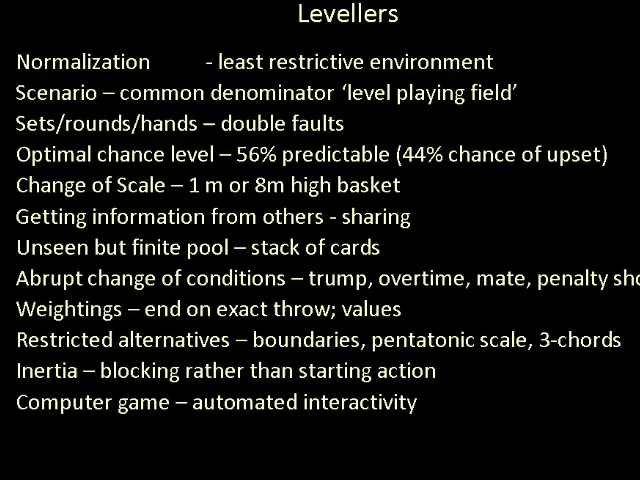 Levellers
Normalization - least restrictive environment
Scenario – common denominator ‘level playing field’
Sets/rounds/hands – double faults
Optimal chance level – 56% predictable (44% chance of upset)
Change of Scale – 1 m or 8m high basket
Getting information from others - sharing
Unseen but finite pool – stack of cards
Abrupt change of conditions – trump, overtime, mate, penalty sho
Weightings – end on exact throw; values
Restricted alternatives – boundaries, pentatonic scale, 3-chords
Inertia – blocking rather than starting action
Computer game – automated interactivity